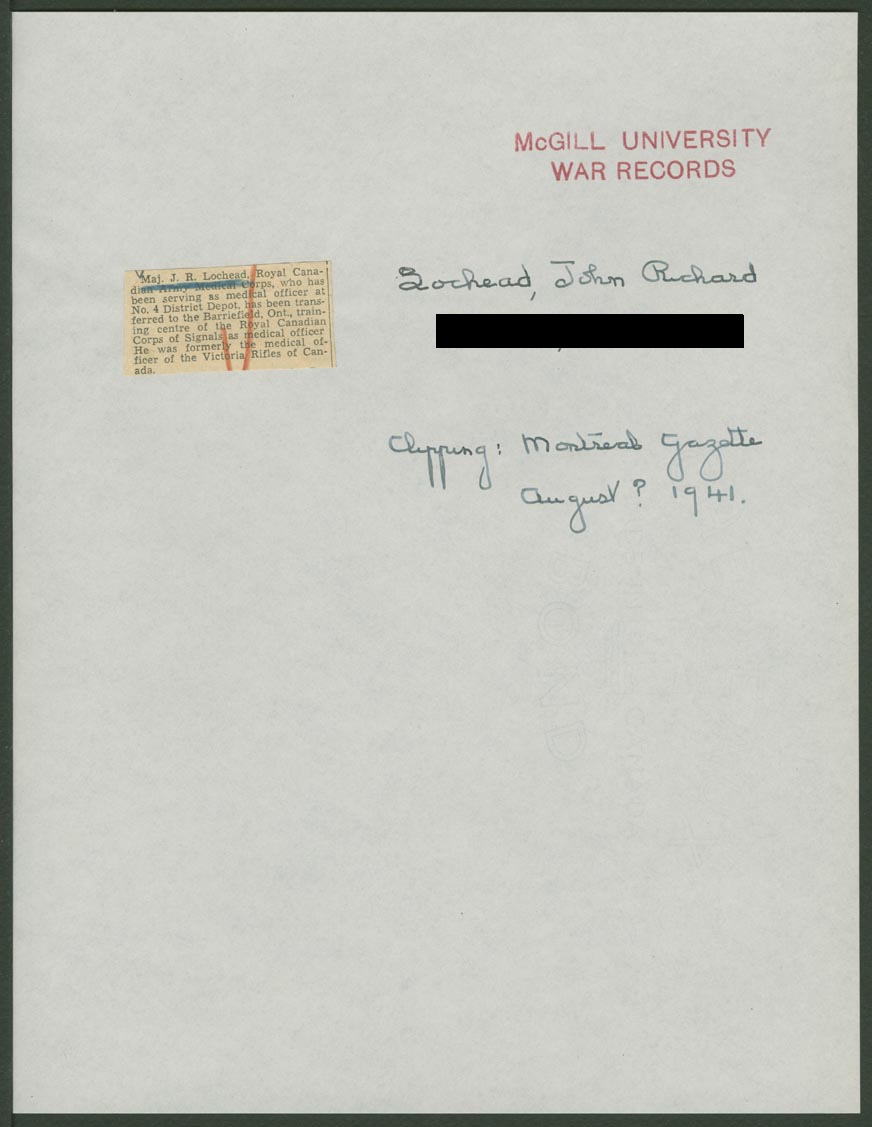 McGILL UNIVERSITY
WAR RECORDS
Maj. J. R. Lochead, Royal Cana-
dian Army Medical Corps, who has
been serving as medical officer at
No. 4 District Depot, has been trans-
ferred to the Barriefield, Ont., train-
ing centre of the Royal Canadian
Corps of Signals as medical officer
He was formerly the medical of-
ficer of the Victoria Rifles of Can-
ada.
Lochead, John Richard
Clipping: Montreal Gazette
August ? 1941.
BOND
CANADA